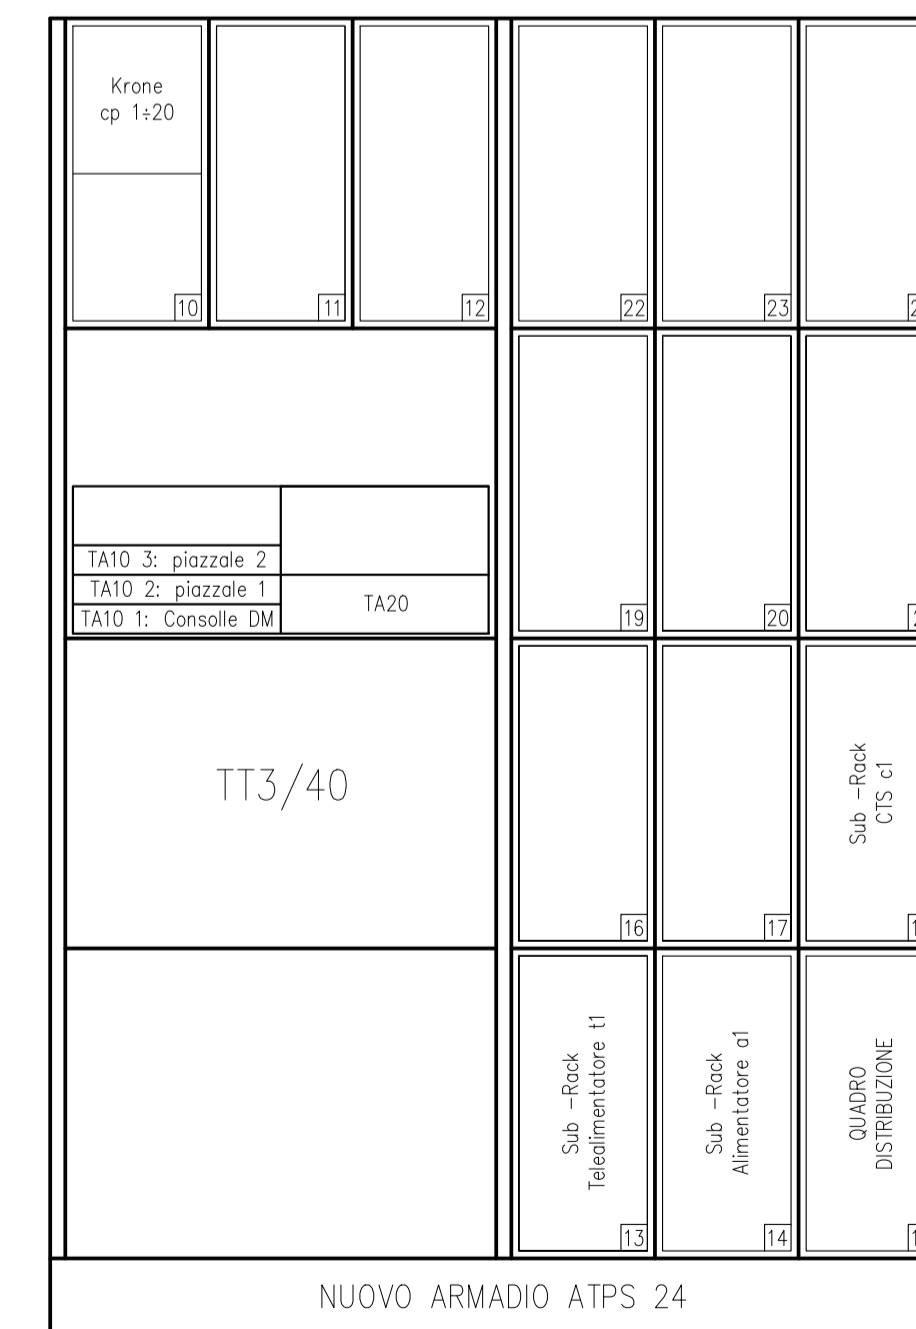 Krone
cp 1÷20
10
11
12
22
23
TA10 3: piazzale 2
TA10 2: piazzale 1
TA10 1: Consolle DM
TA20
19
20
TT3/40
16
17
Sub -Rack
CTS c1
Sub -Rack
Telealimentatore t1
13
Sub -Rack
Alimentatore a1
14
QUADRO
DISTRIBUZIONE
NUOVO ARMADIO ATPS 24